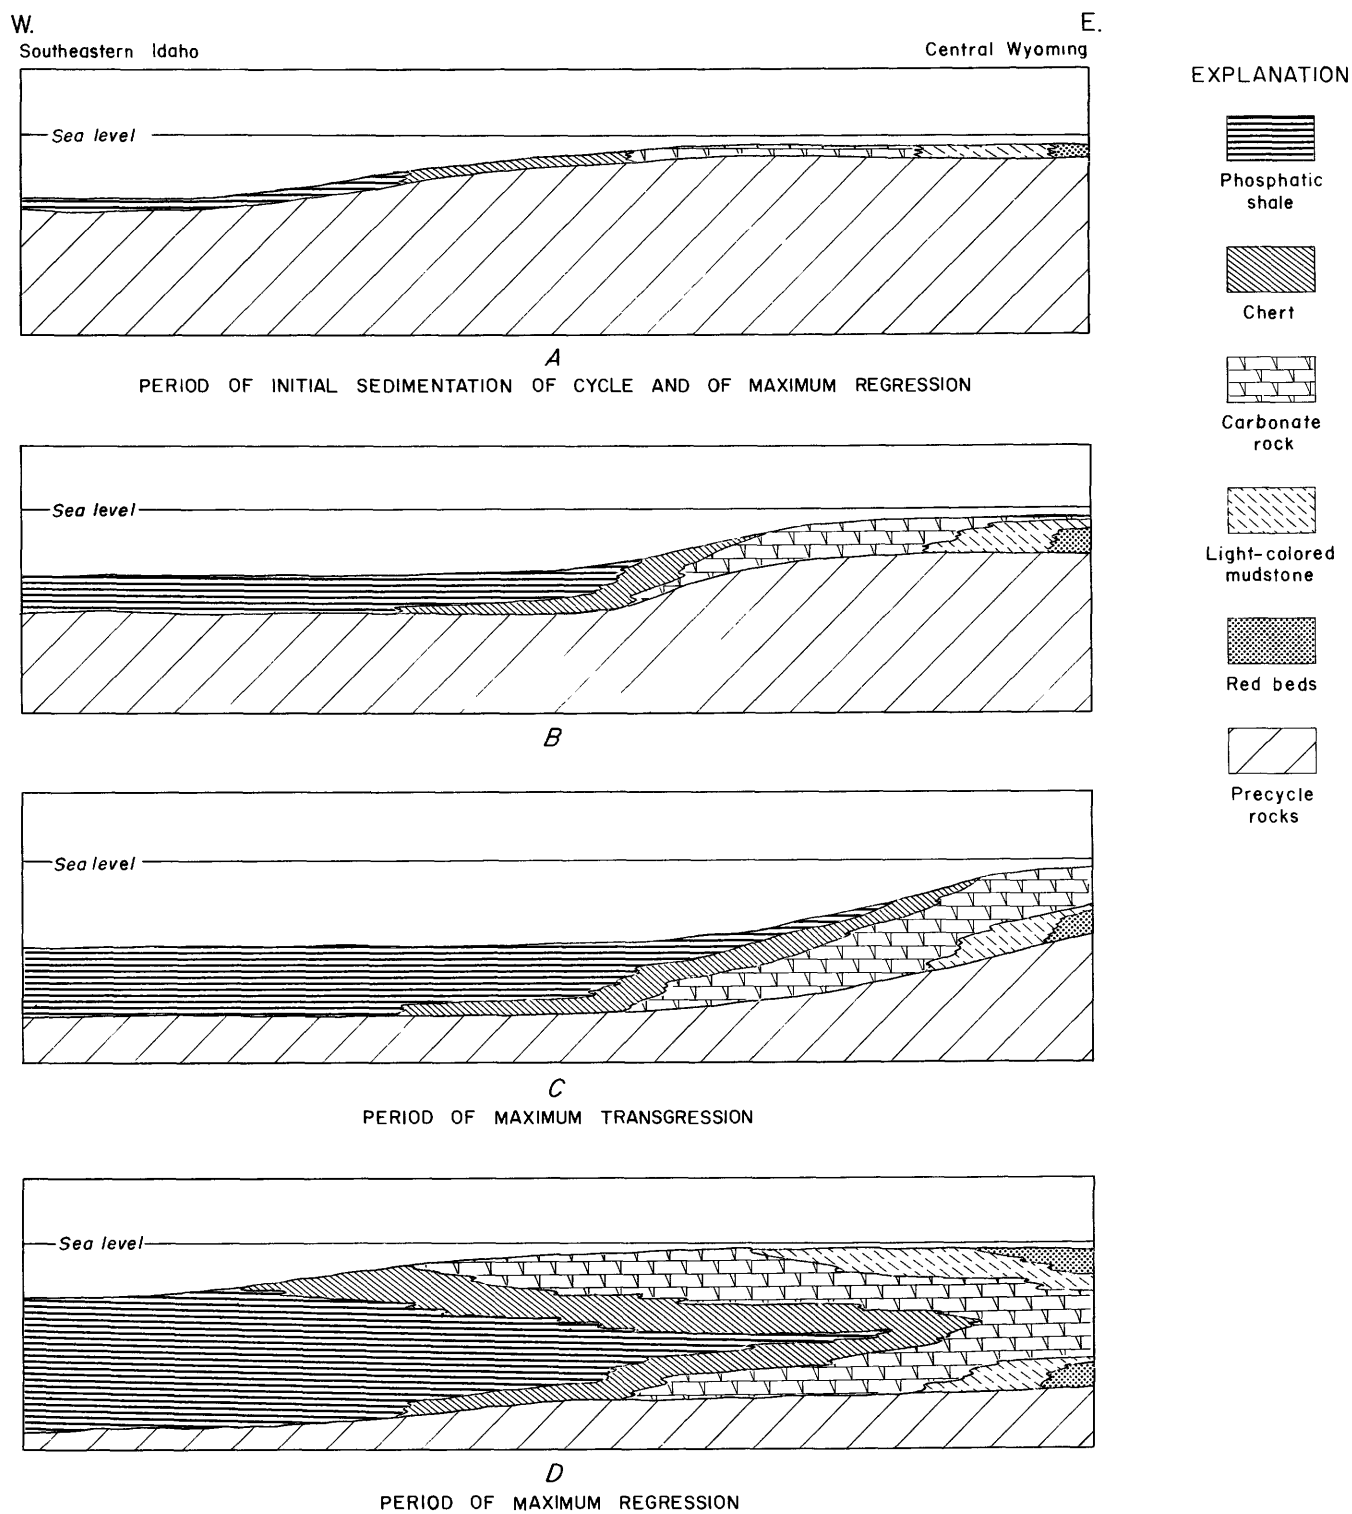 W.
E.
Southeastern Idaho
Central Wyoming
EXPLANATION
Sea level
Phosphatic
shale
Chert
A
PERIOD OF INITIAL SEDIMENTATION OF CYCLE AND OF MAXIMUM REGRESSION
Carbonate
rock
Sea level
Light-colored
mudstone
Red beds
B
Precycle
rocks
Sea level
C
PERIOD OF MAXIMUM TRANSGRESSION
Sea level
D
PERIOD OF MAXIMUM REGRESSION